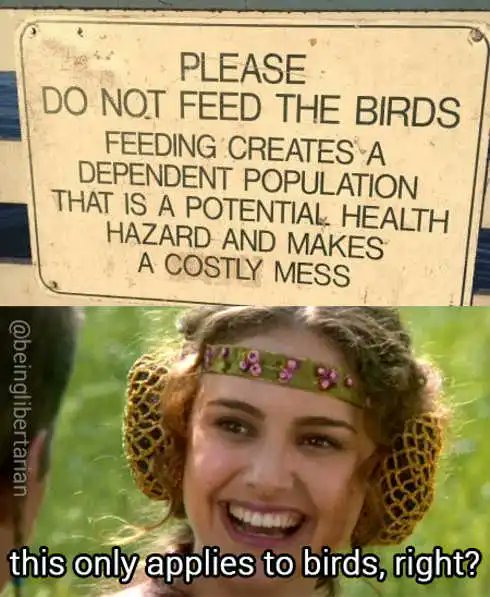 PLEASE
DO NOT FEED THE BIRDS
FEEDING CREATES A
DEPENDENT POPULATION
THAT IS A POTENTIAL HEALTH
HAZARD AND MAKES
A COSTLY MESS
@beinglibertarian
this only applies to birds, right?